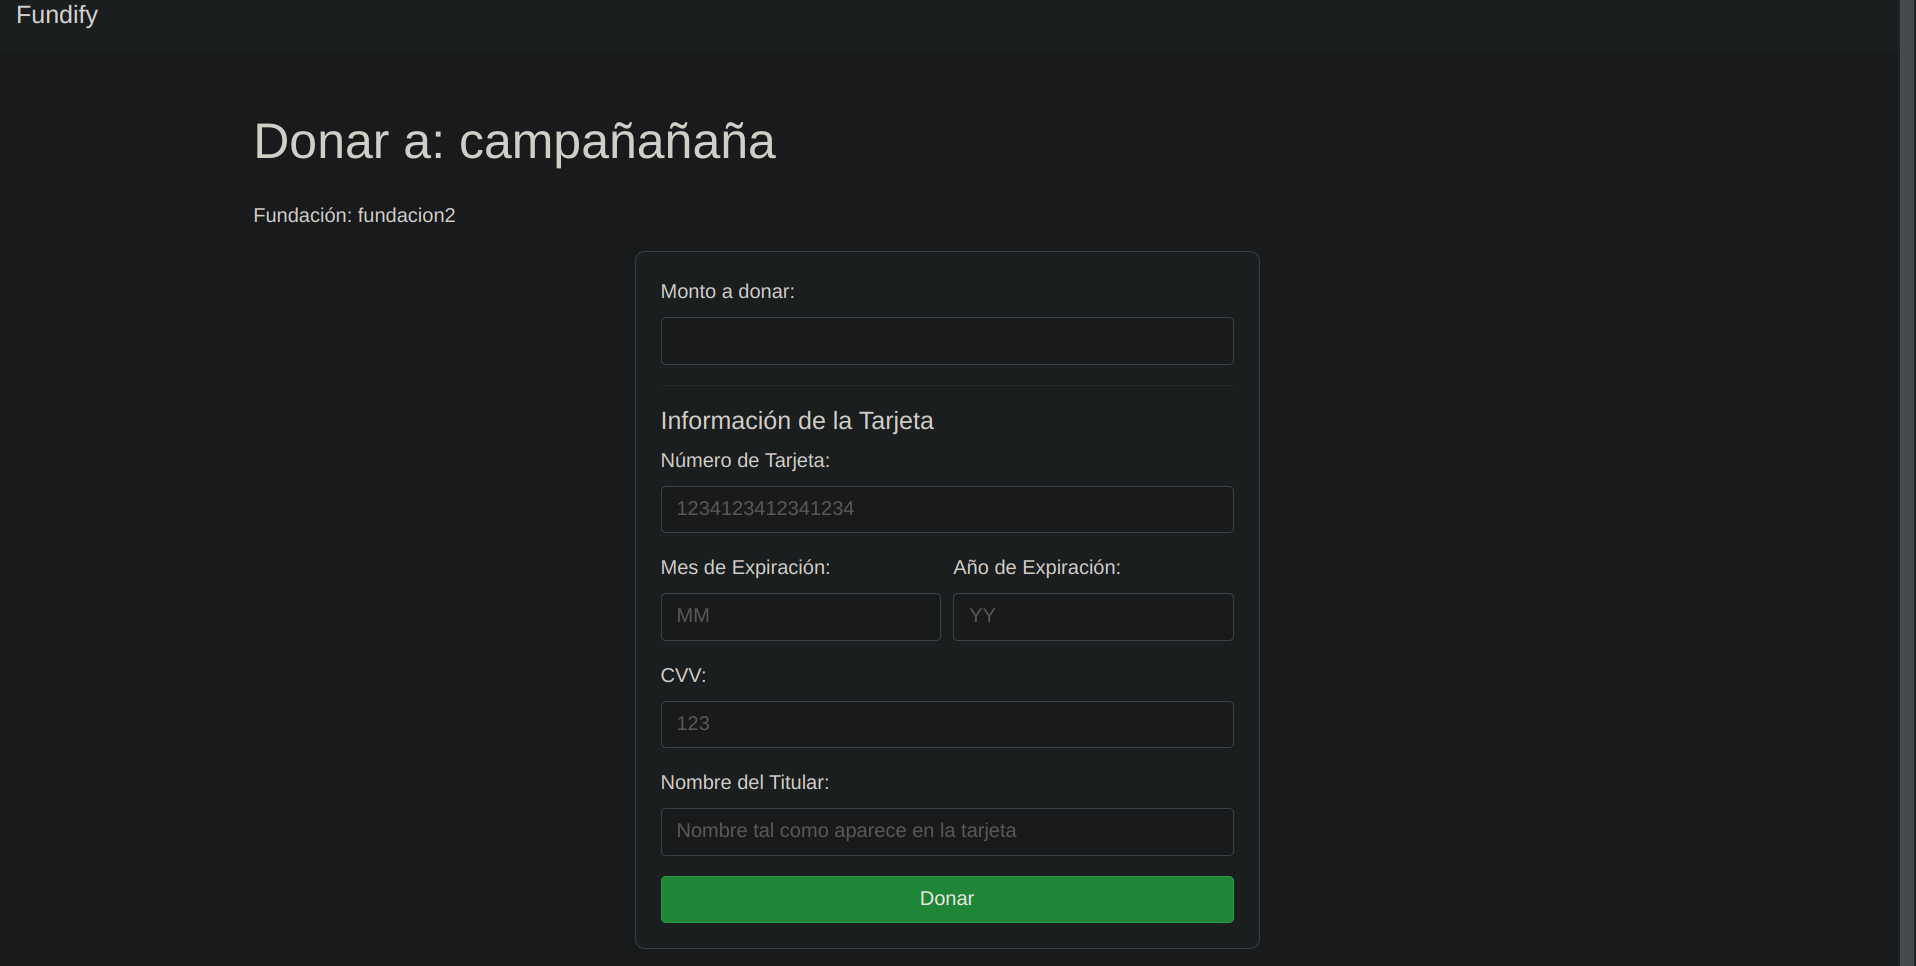 Fundify
Donar a: campañañaña
Fundación: fundacion2
Monto a donar:
Información de la Tarjeta
Número de Tarjeta:
1234123412341234
Mes de Expiración: Año de Expiración:
MM YY
CVV:
123
Nombre del Titular:
Nombre tal como aparece en la tarjeta
Donar